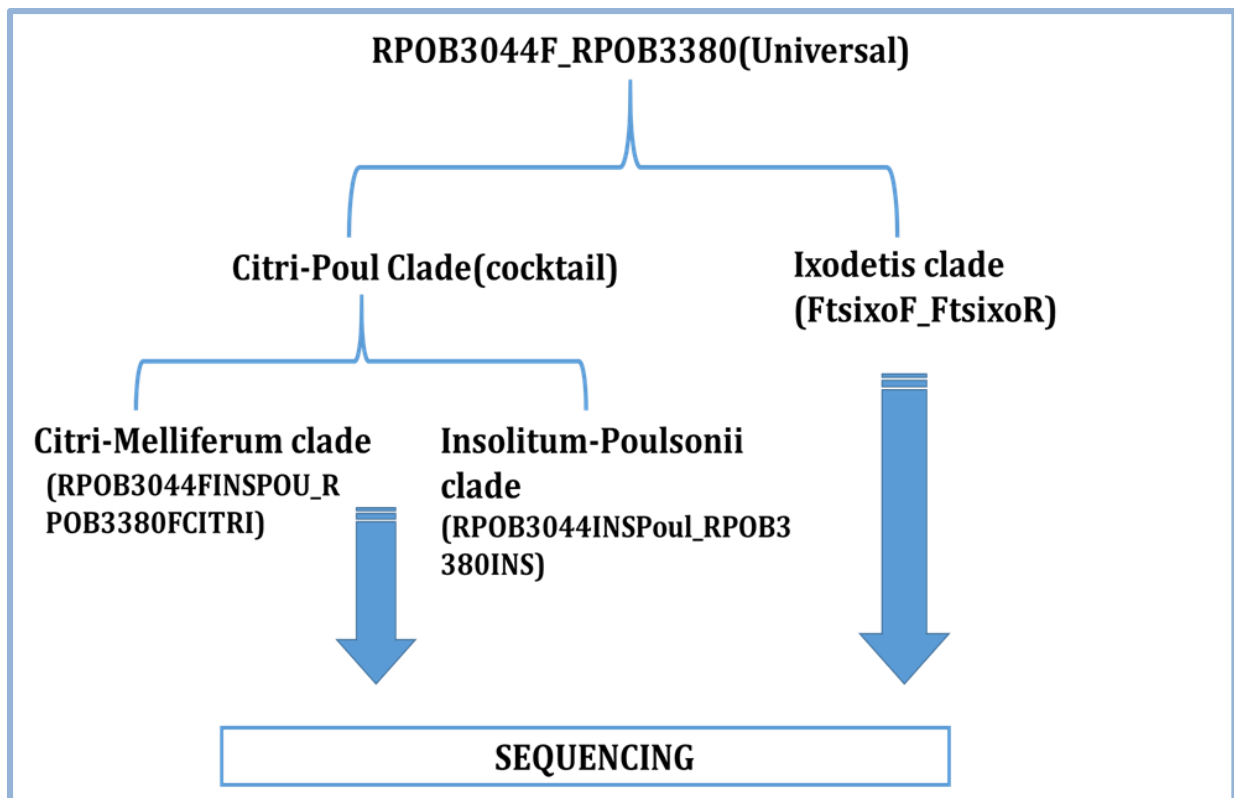 RPOB3044F_RPOB3380(Universal)
Citri-Poul Clade(cocktail)
Ixodetis clade
(FtsixoF_FtsixoR)
Citri-Melliferum clade
(RPOB3044FINSPOU_R
POB3380FCITRI)
Insolitum-Poulsonii
clade
(RPOB3044INSPoul_RPOB3
380INS)
SEQUENCING